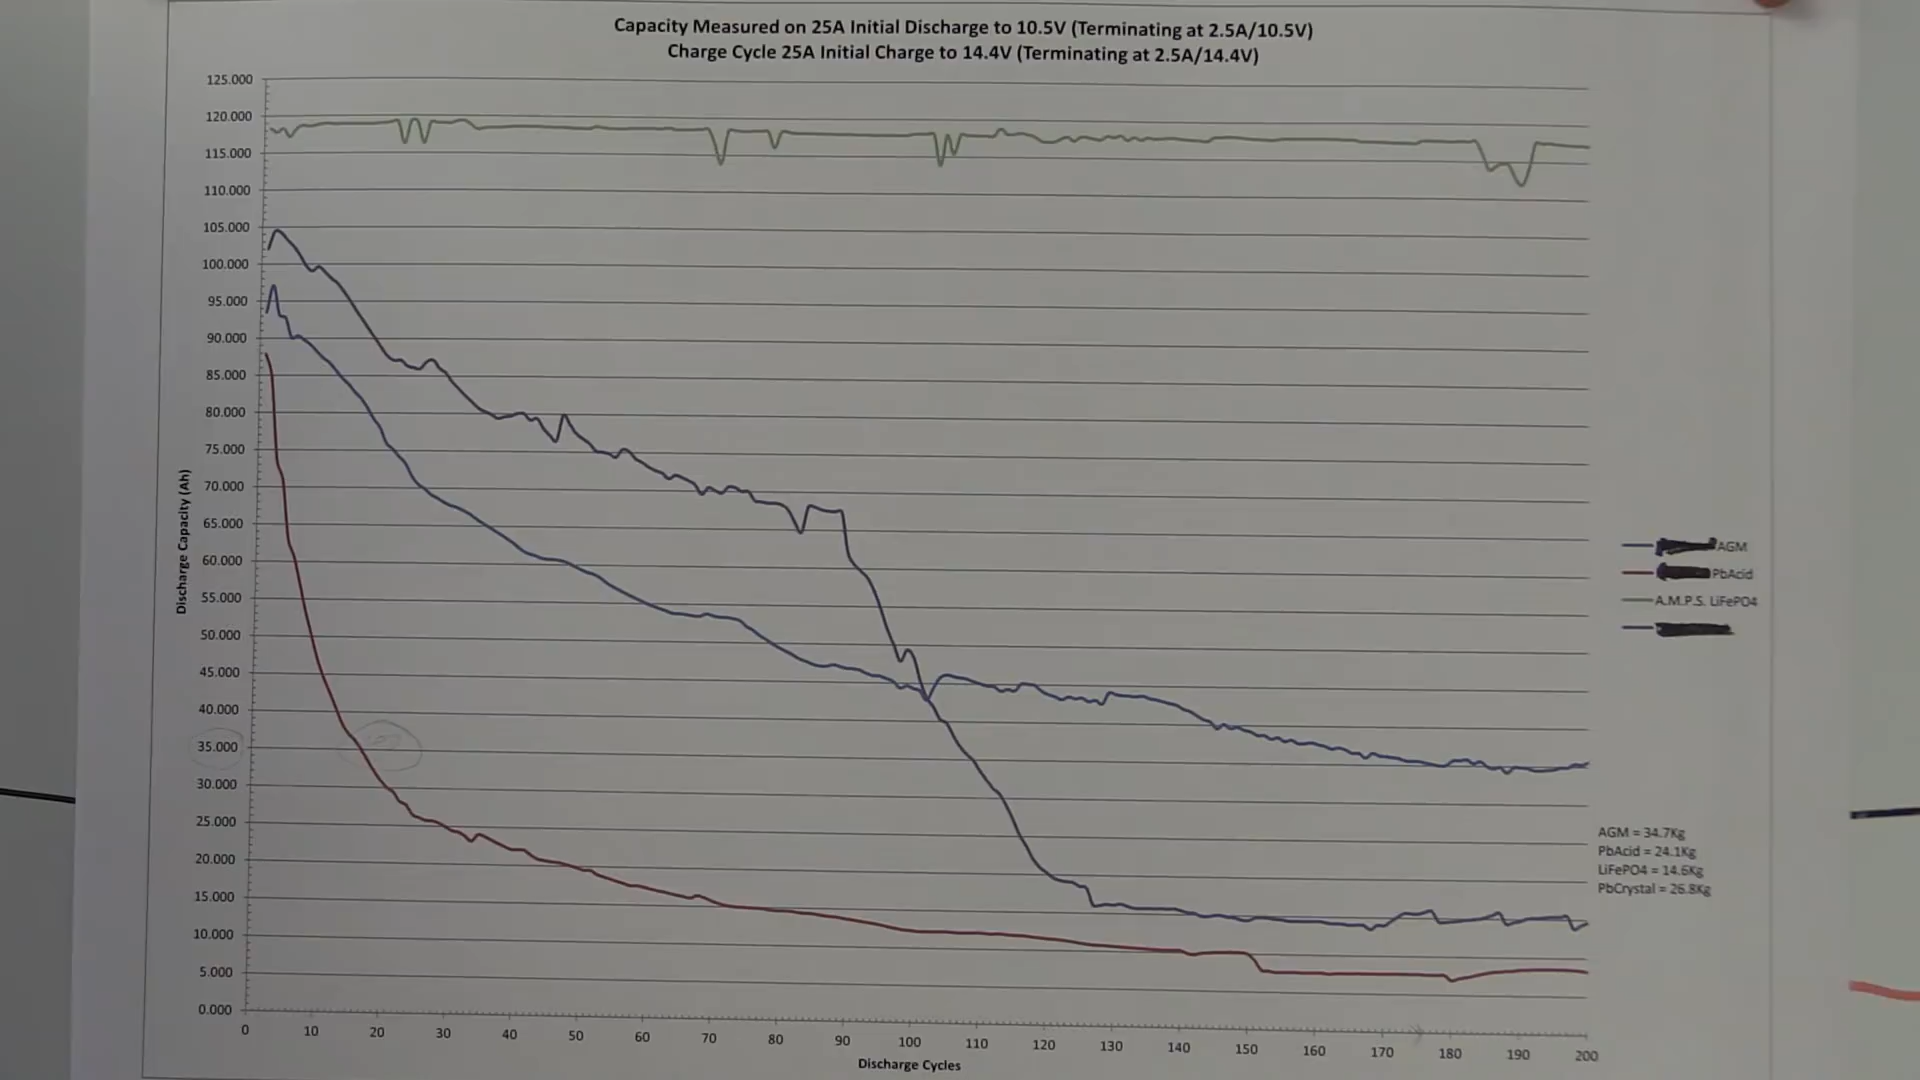 Capacity Measured on 25A Initial Discharge to 10.5V (Terminating at 2.5A/10.5V)
Charge Cycle 25A Initial Charge to 14.4V (Terminating at 2.5A/14.4V)
125.000
120.000
115.000
110.000
105.000
100.000
95.000
90.000
85.000
80.000
75.000
70.000
65.000
60.000
55.000
50.000
45.000
40.000
35.000
30.000
25.000
20.000
15.000
10.000
5.000
0.000
Discharge Capacity (Ah)
0 10 20 30 40 50 60 70 80 90 100 110 120 130 140 150 160 170 180 190 200
Discharge Cycles
AGM
PbAcid
A.M.P.S. LiFePO4
AGM = 34.7Kg
PbAcid = 24.1Kg
LiFePO4 = 14.6Kg
PbCrystal = 26.8Kg